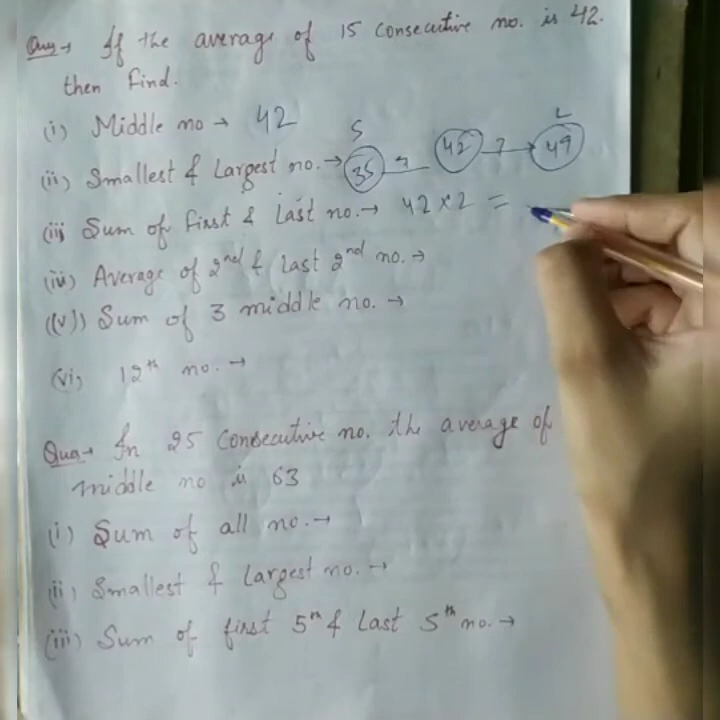 Ques→ If the average of 15 consecutive no. is 42.
then find.
(i) Middle no → 42
S L
(ii) Smallest & Largest no. → 35 7 42 7 → 49
(iii) Sum of first & Last no. → 42 × 2 =
(iv) Average of 2nd & last 2nd no. →
(v) Sum of 3 middle no. →
(vi) 12th no. →
Ques→ In 25 Consecutive no. the average of
middle no is 63
(i) Sum of all no. →
(ii) Smallest & Largest no. →
(iii) Sum of first 5th & Last 5th no. →